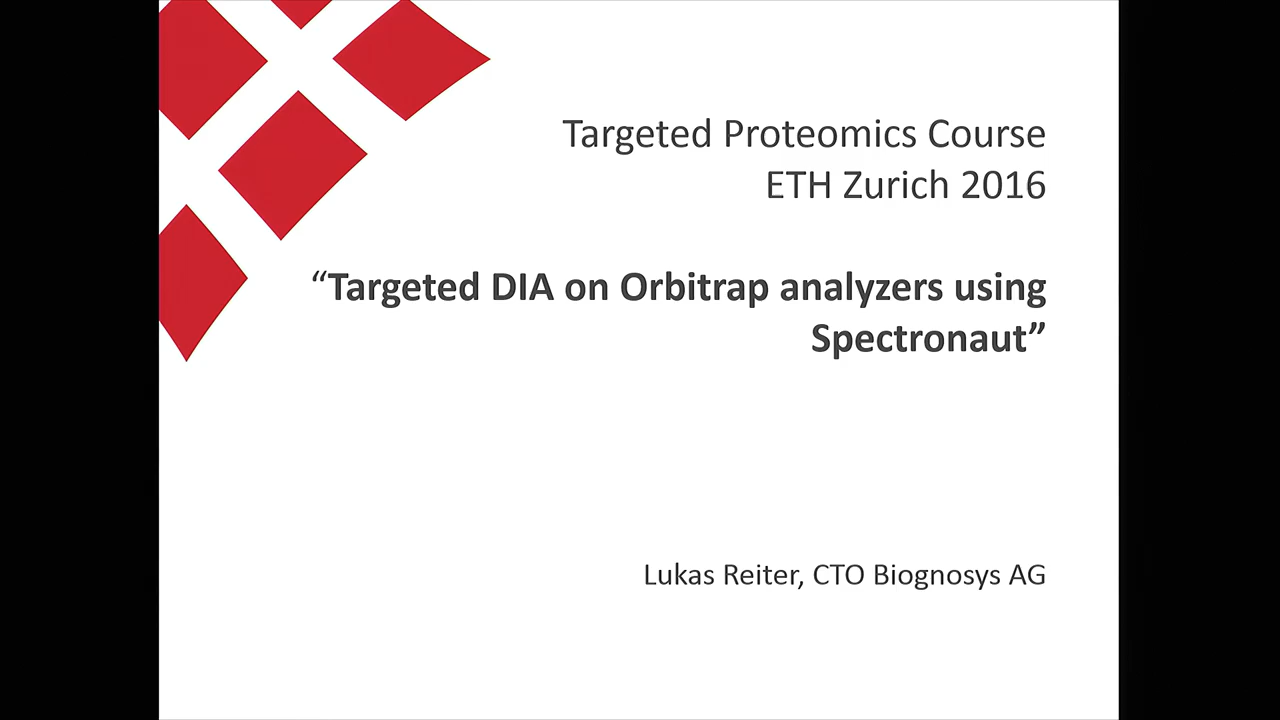 Targeted Proteomics Course
ETH Zurich 2016
“Targeted DIA on Orbitrap analyzers using
Spectronaut”
Lukas Reiter, CTO Biognosys AG